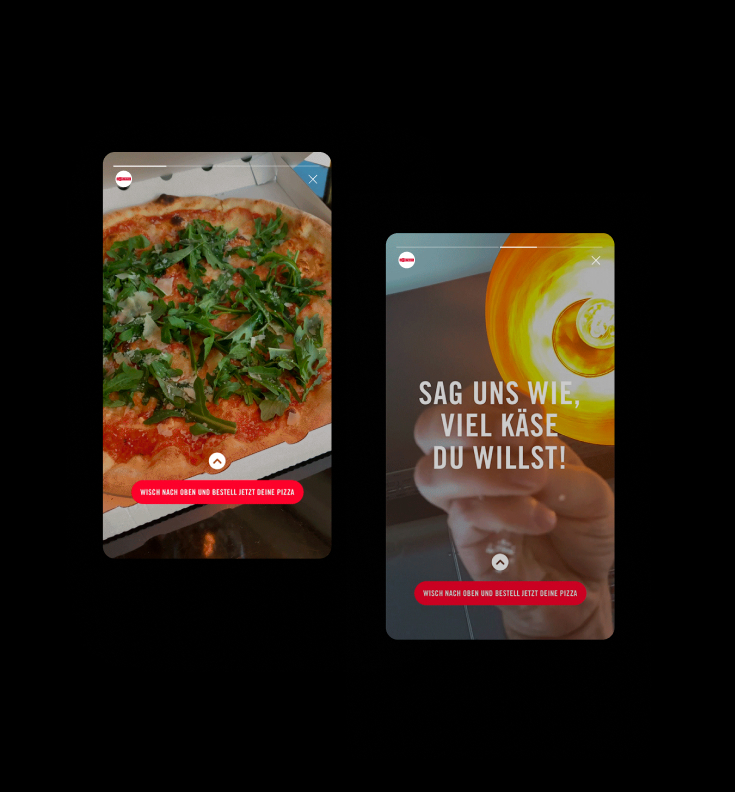 WISCH NACH OBEN UND BESTELL JETZT DEINE PIZZA
SAG UNS WIE,
VIEL KÄSE
DU WILLST!
WISCH NACH OBEN UND BESTELL JETZT DEINE PIZZA